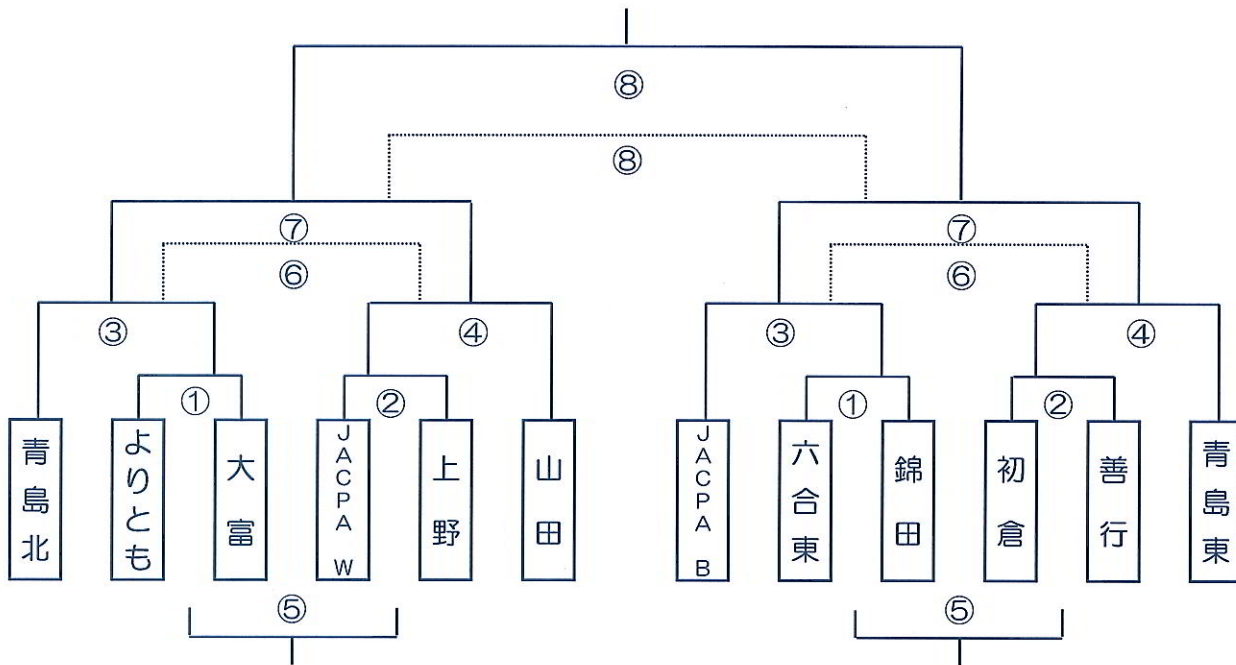 ⑧
⑧
⑦ ⑦
⑥ ⑥
③ ④ ③ ④
① ② ① ②
青島北
よりとも
大富
JACPA W
上野
山田
JACPA B
六合東
錦田
初倉
善行
青島東
⑤ ⑤